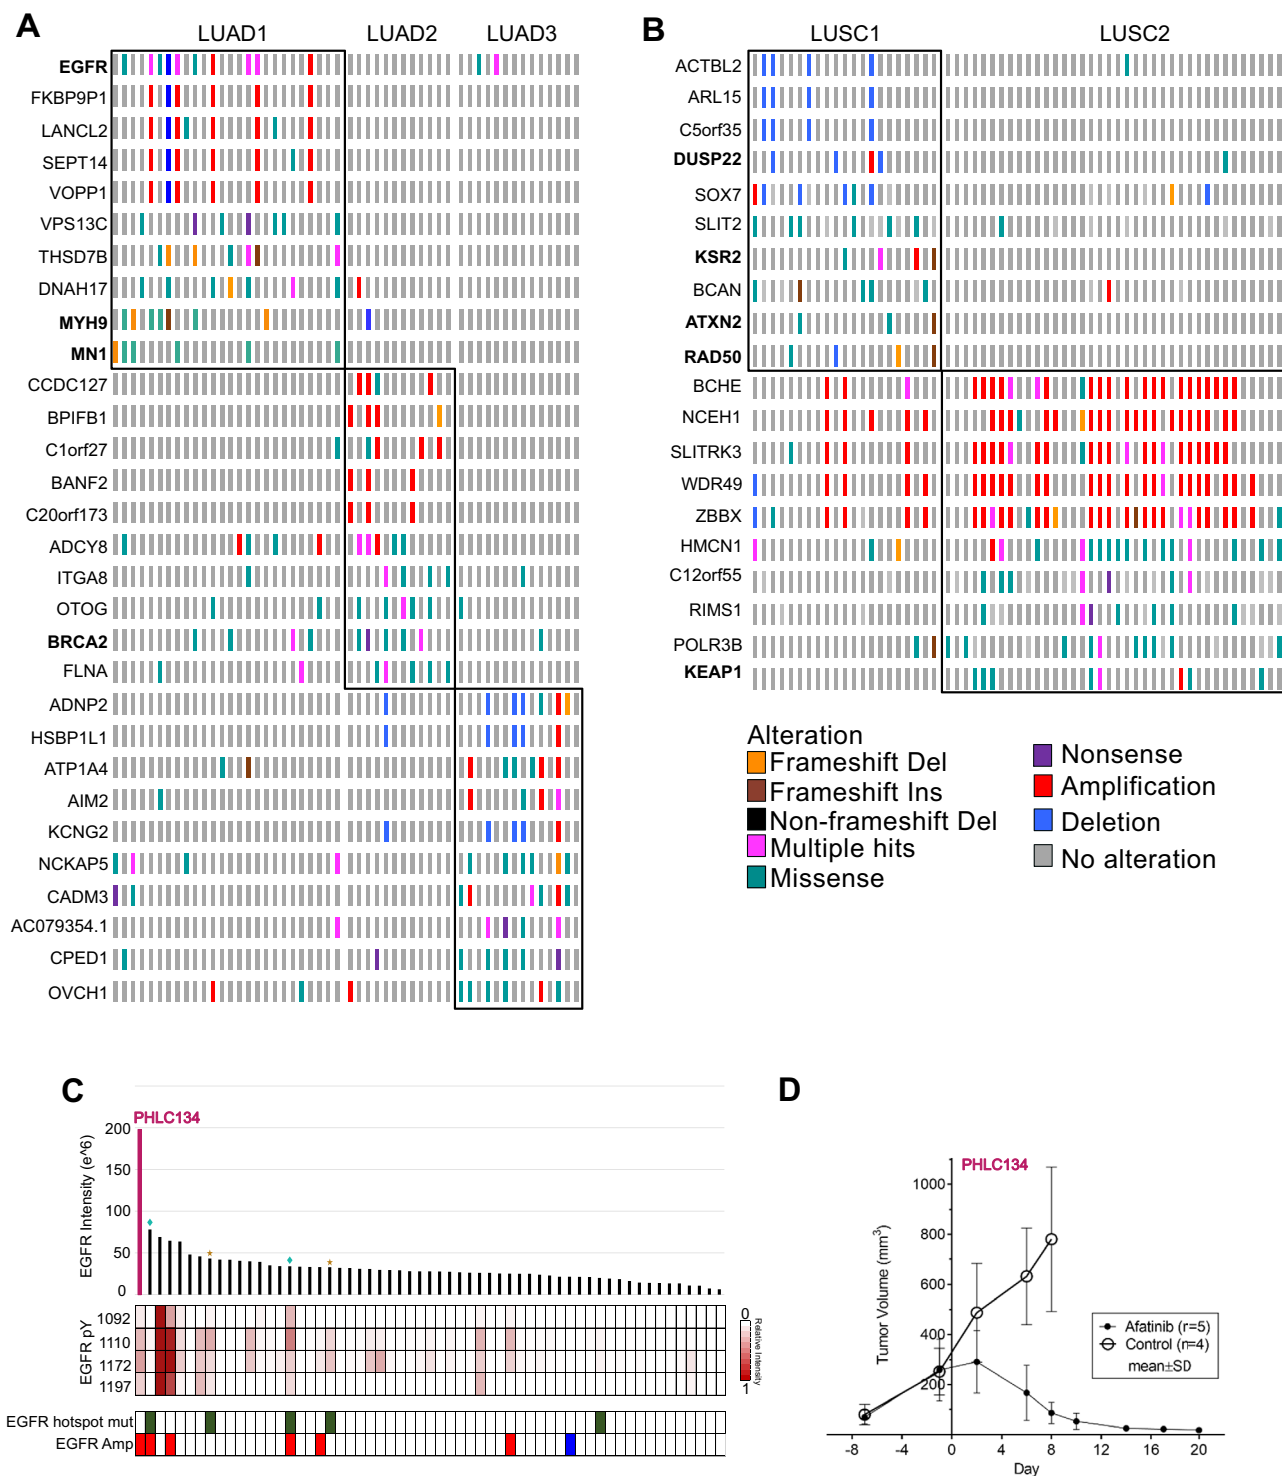 A
LUAD1
LUAD2
LUAD3
EGFR
FKBP9P1
LANCL2
SEPT14
VOPP1
VPS13C
THSD7B
DNAH17
MYH9
MN1
CCDC127
BPIFB1
C1orf27
BANF2
C20orf173
ADCY8
ITGA8
OTOG
BRCA2
FLNA
ADNP2
HSBP1L1
ATP1A4
AIM2
KCNG2
NCKAP5
CADM3
AC079354.1
CPED1
OVCH1
B
LUSC1
LUSC2
ACTBL2
ARL15
C5orf35
DUSP22
SOX7
SLIT2
KSR2
BCAN
ATXN2
RAD50
BCHE
NCEH1
SLITRK3
WDR49
ZBBX
HMCN1
C12orf55
RIMS1
POLR3B
KEAP1
Alteration
Frameshift Del
Frameshift Ins
Non-frameshift Del
Multiple hits
Missense
Nonsense
Amplification
Deletion
No alteration
C
PHLC134
EGFR Intensity (e^6)
200
150
100
50
0
EGFR pY
1092
1110
1172
1197
0
Relative Intensity
1
EGFR hotspot mut
EGFR Amp
D
PHLC134
Tumor Volume (mm³)
1000
800
600
400
200
-8 -4 0 4 8 12 16 20
Day
Afatinib (r=5)
Control (r=4)
mean±SD